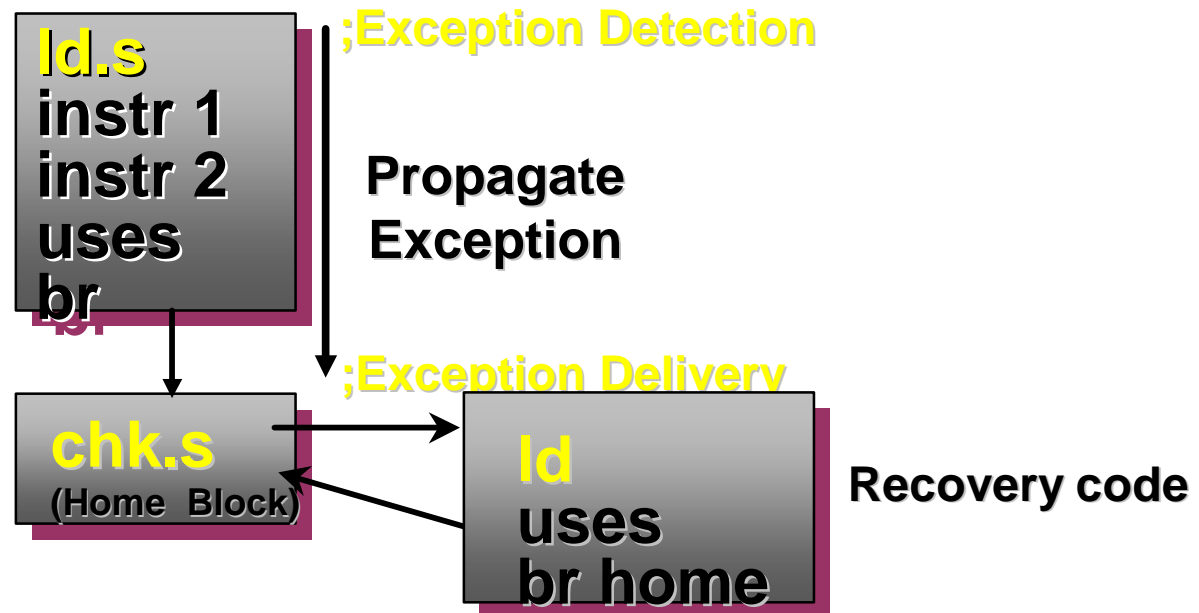 ld.s
instr 1
instr 2
uses
br
;Exception Detection
Propagate
Exception
;Exception Delivery
chk.s
(Home Block)
ld
uses
br home
Recovery code